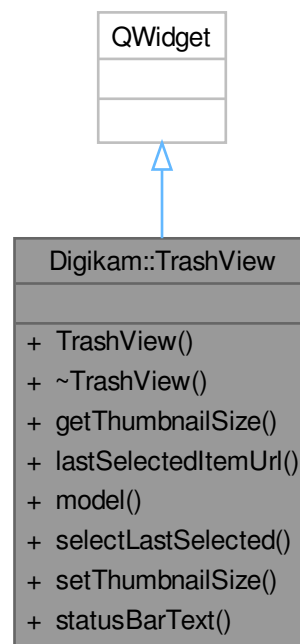 QWidget
Digikam::TrashView
+ TrashView()
+ ~TrashView()
+ getThumbnailSize()
+ lastSelectedItemUrl()
+ model()
+ selectLastSelected()
+ setThumbnailSize()
+ statusBarText()